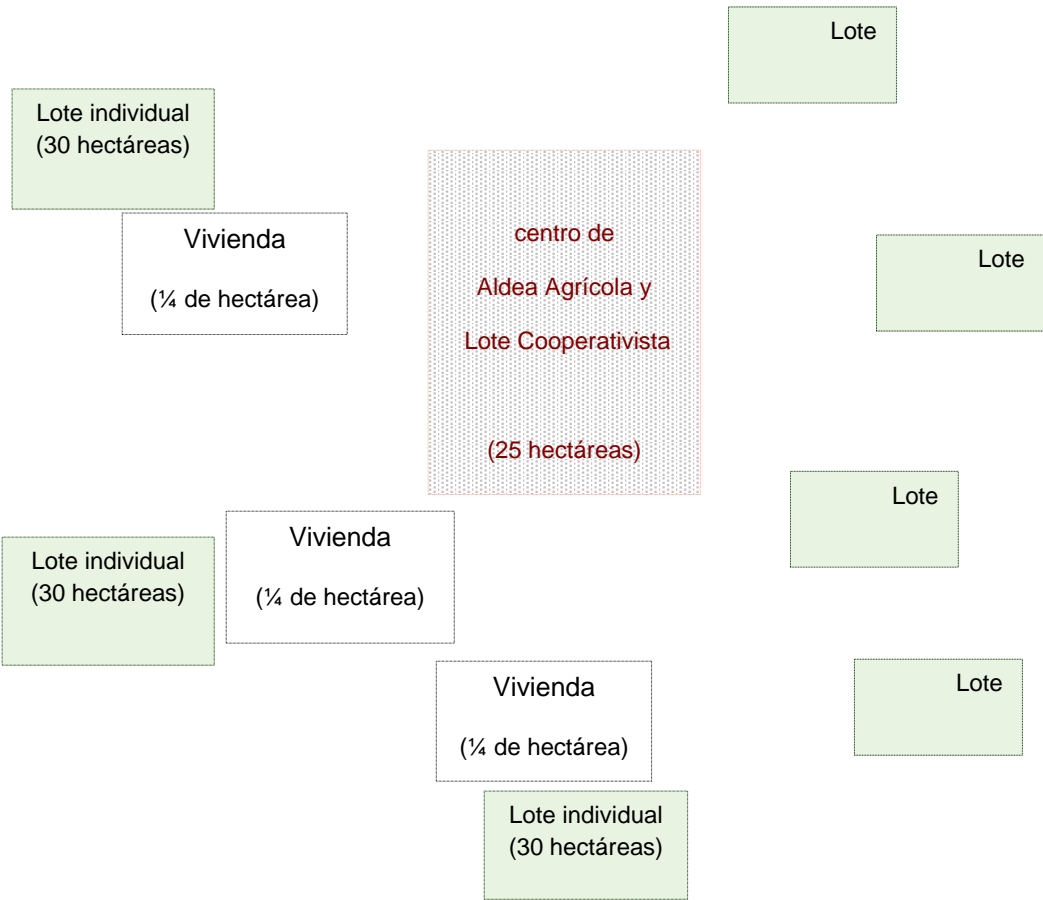 Lote
Lote individual
(30 hectáreas)
Vivienda
(¼ de hectárea)
centro de
Aldea Agrícola y
Lote Cooperativista
(25 hectáreas)
Lote
Lote
Lote individual
(30 hectáreas)
Vivienda
(¼ de hectárea)
Vivienda
(¼ de hectárea)
Lote
Lote individual
(30 hectáreas)